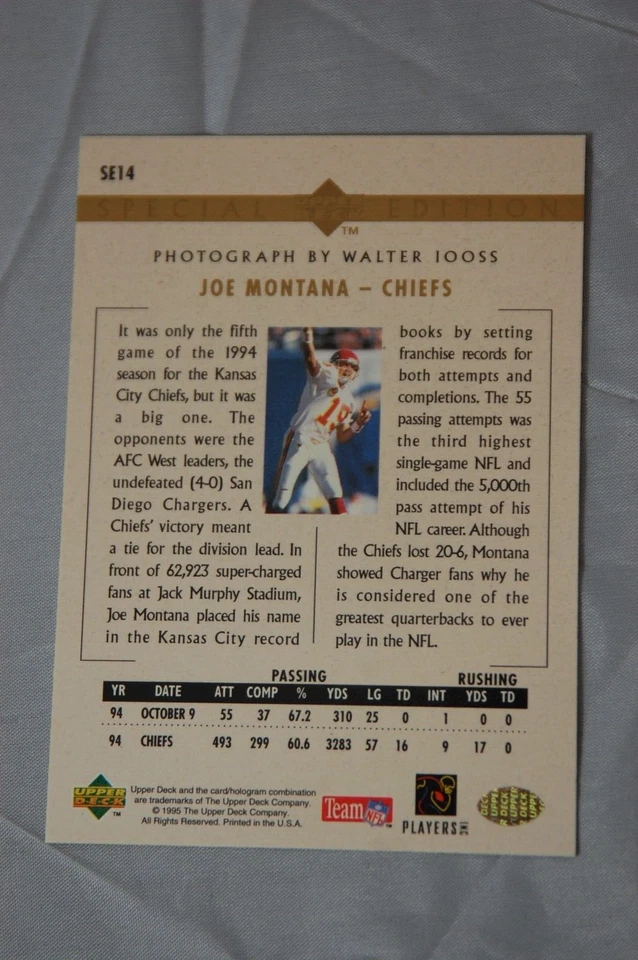 SE14
SPECIAL UPPER DECK EDITION
TM
PHOTOGRAPH BY WALTER IOOSS
JOE MONTANA – CHIEFS
It was only the fifth
game of the 1994
season for the Kansas
City Chiefs, but it was
a big one. The
opponents were the
AFC West leaders, the
undefeated (4-0) San
Diego Chargers. A
Chiefs' victory meant
a tie for the division lead. In
front of 62,923 super-charged
fans at Jack Murphy Stadium,
Joe Montana placed his name
in the Kansas City record
19
books by setting
franchise records for
both attempts and
completions. The 55
passing attempts was
the third highest
single-game NFL and
included the 5,000th
pass attempt of his
NFL career. Although
the Chiefs lost 20-6, Montana
showed Charger fans why he
is considered one of the
greatest quarterbacks to ever
play in the NFL.
PASSING RUSHING
YR DATE ATT COMP % YDS LG TD INT YDS TD
94 OCTOBER 9 55 37 67.2 310 25 0 1 0 0
94 CHIEFS 493 299 60.6 3283 57 16 9 17 0
UPPER DECK TM
Upper Deck and the card/hologram combination
are trademarks of The Upper Deck Company.
© 1995 The Upper Deck Company.
All Rights Reserved. Printed in the U.S.A.
Team NFL TM
PLAYERS INC
UPPER DECK